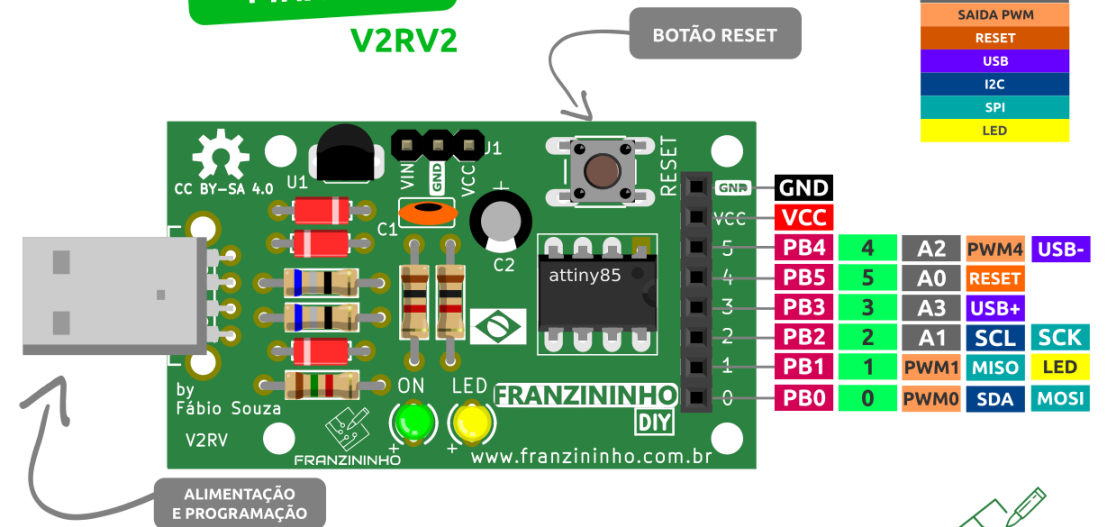 V2RV2
BOTÃO RESET
SAIDA PWM
RESET
USB
I2C
SPI
LED
CC BY-SA 4.0
U1
VIN
GND
VCC
J1
RESET
C1
C2
attiny85
GND
VCC
5
4
3
2
1
0
GND
VCC
PB4 4 A2 PWM4 USB-
PB5 5 A0 RESET
PB3 3 A3 USB+
PB2 2 A1 SCL SCK
PB1 1 PWM1 MISO LED
PB0 0 PWM0 SDA MOSI
by
Fábio Souza
V2RV
ON
LED
FRANZININHO
DIY
FRANZININHO
www.franzininho.com.br
ALIMENTAÇÃO
E PROGRAMAÇÃO